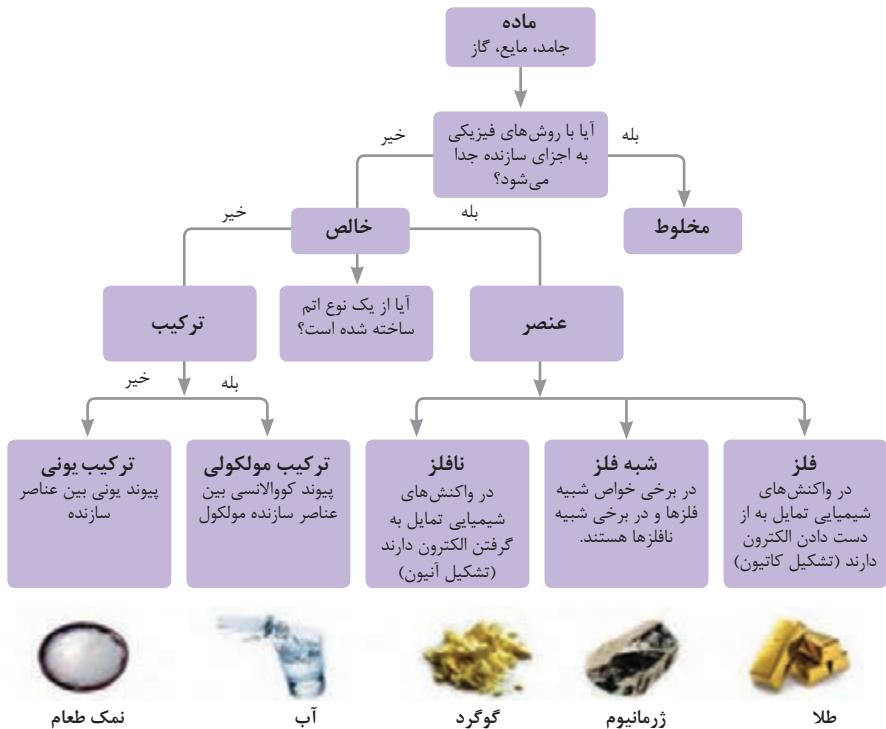 ماده
جامد، مایع، گاز
آیا با روش‌های فیزیکی
به اجزای سازنده جدا
می‌شود؟
بله
خیر
مخلوط
خالص
بله
خیر
آیا از یک نوع اتم
ساخته شده است؟
عنصر
ترکیب
بله
خیر
فلز
در واکنش‌های
شیمیایی تمایل به از
دست دادن الکترون
دارند (تشکیل کاتیون)
شبه فلز
در برخی خواص شبیه
فلزها و در برخی شبیه
نافلزها هستند.
نافلز
در واکنش‌های
شیمیایی تمایل به
گرفتن الکترون دارند
(تشکیل آنیون)
ترکیب مولکولی
پیوند کووالانسی بین
عناصر سازنده مولکول
ترکیب یونی
پیوند یونی بین عناصر
سازنده
طلا
ژرمانیوم
گوگرد
آب
نمک طعام